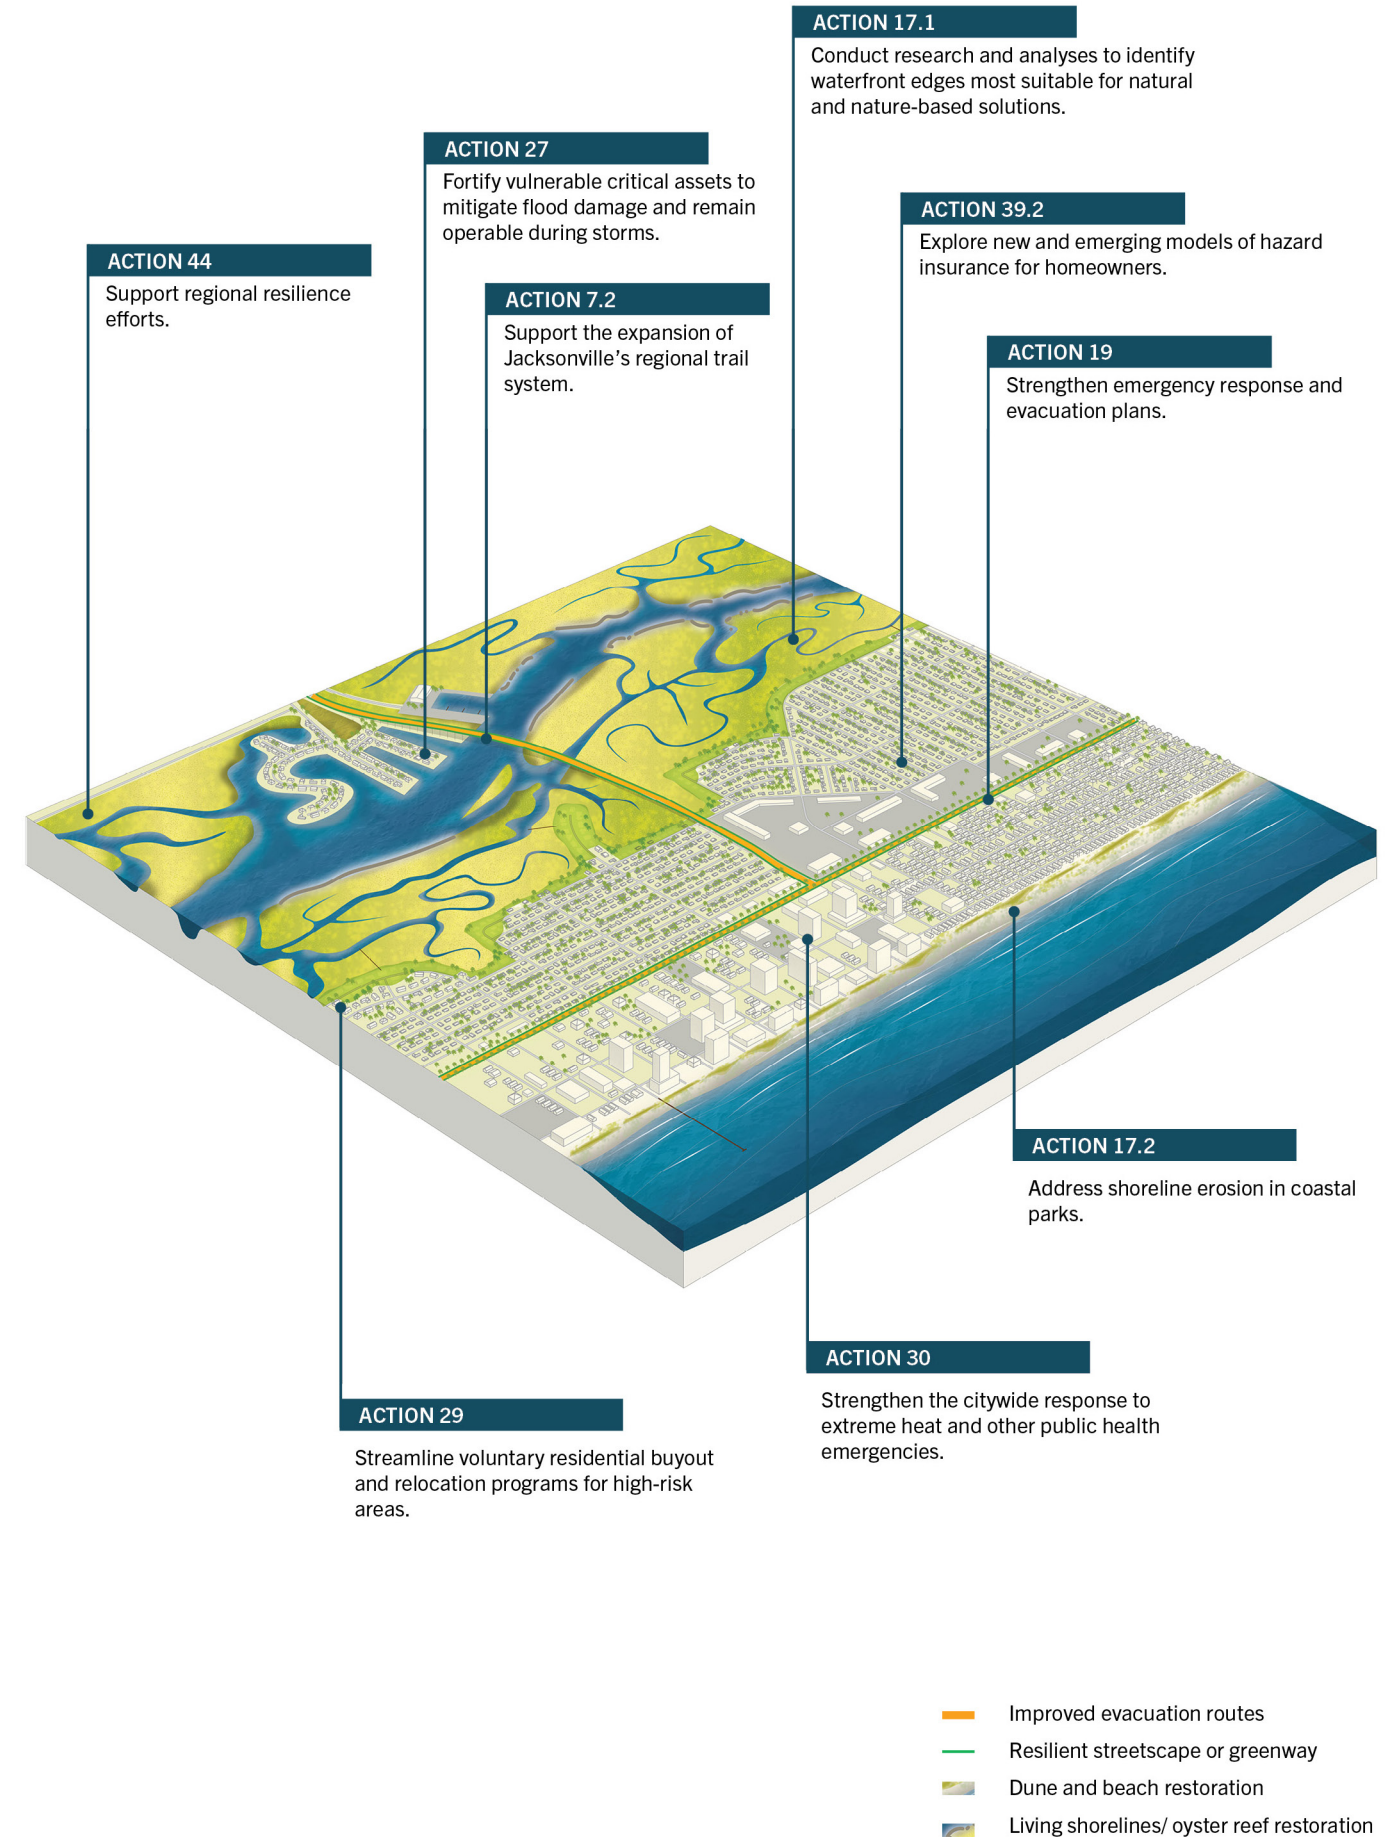 ACTION 17.1
Conduct research and analyses to identify
waterfront edges most suitable for natural
and nature-based solutions.
ACTION 27
Fortify vulnerable critical assets to
mitigate flood damage and remain
operable during storms.
ACTION 39.2
Explore new and emerging models of hazard
insurance for homeowners.
ACTION 44
Support regional resilience
efforts.
ACTION 7.2
Support the expansion of
Jacksonville’s regional trail
system.
ACTION 19
Strengthen emergency response and
evacuation plans.
ACTION 17.2
Address shoreline erosion in coastal
parks.
ACTION 30
Strengthen the citywide response to
extreme heat and other public health
emergencies.
ACTION 29
Streamline voluntary residential buyout
and relocation programs for high-risk
areas.
Improved evacuation routes
Resilient streetscape or greenway
Dune and beach restoration
Living shorelines/ oyster reef restoration